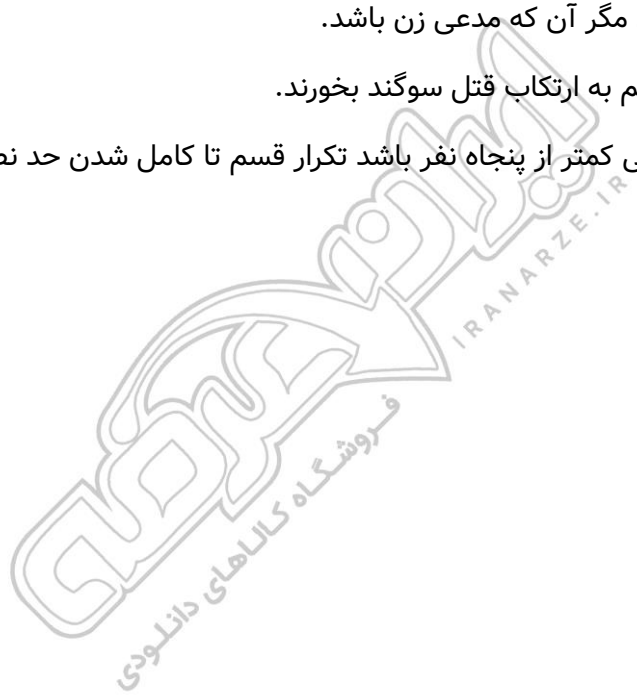 مگر آن که مدعی زن باشد.
م به ارتکاب قتل سوگند بخورند.
ی کمتر از پنجاه نفر باشد تکرار قسم تا کامل شدن حد نص
ایران عرضه
IRANARZE.IR
فروشگاه کالاهای دانلودی